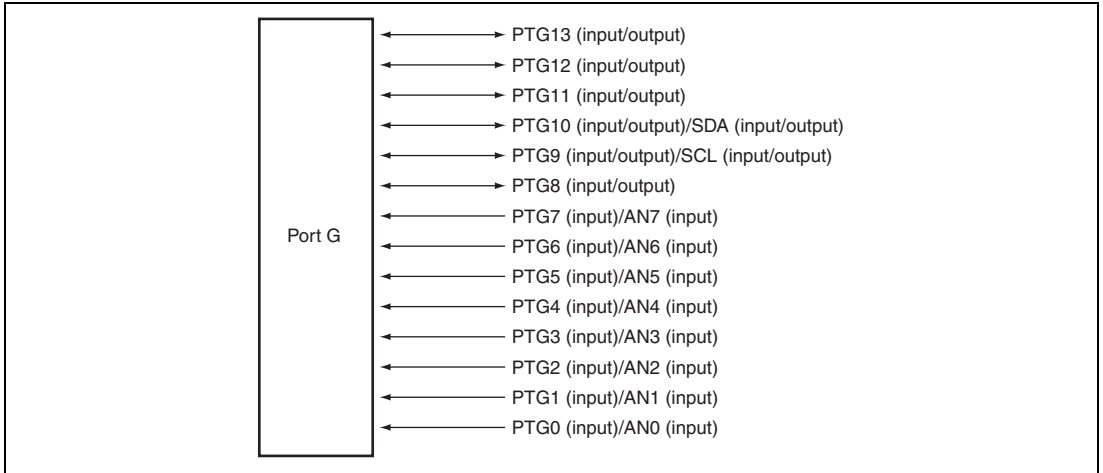 Port G
PTG13 (input/output)
PTG12 (input/output)
PTG11 (input/output)
PTG10 (input/output)/SDA (input/output)
PTG9 (input/output)/SCL (input/output)
PTG8 (input/output)
PTG7 (input)/AN7 (input)
PTG6 (input)/AN6 (input)
PTG5 (input)/AN5 (input)
PTG4 (input)/AN4 (input)
PTG3 (input)/AN3 (input)
PTG2 (input)/AN2 (input)
PTG1 (input)/AN1 (input)
PTG0 (input)/AN0 (input)